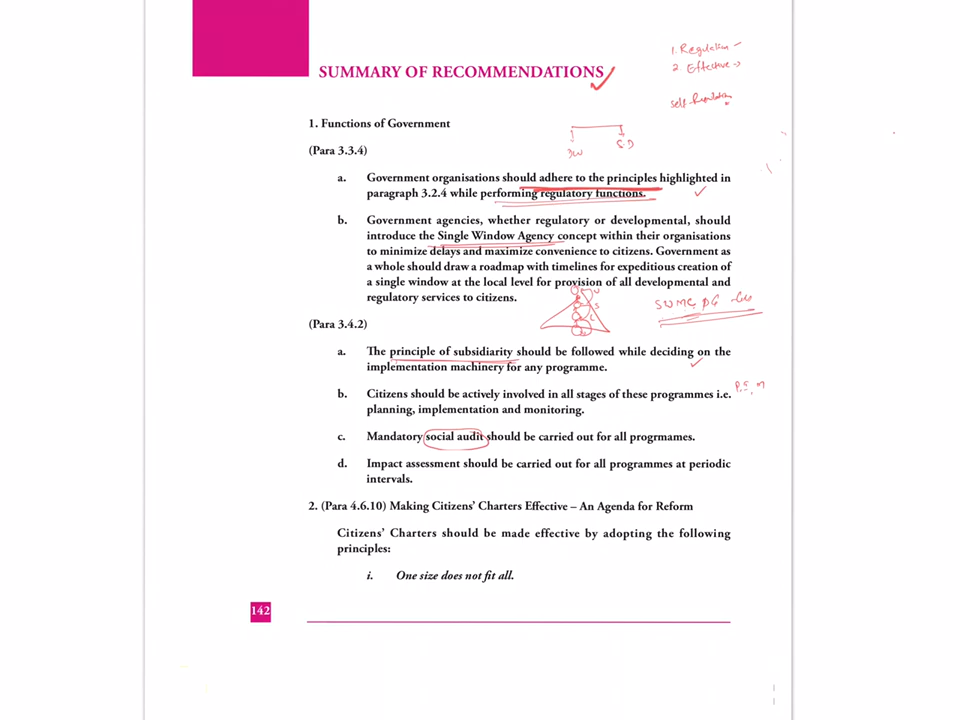 1. Regulation –
2. Effective →
SUMMARY OF RECOMMENDATIONS
self Regulation
1. Functions of Government
(Para 3.3.4)
a. Government organisations should adhere to the principles highlighted in
paragraph 3.2.4 while performing regulatory functions.
b. Government agencies, whether regulatory or developmental, should
introduce the Single Window Agency concept within their organisations
to minimize delays and maximize convenience to citizens. Government as
a whole should draw a roadmap with timelines for expeditious creation of
a single window at the local level for provision of all developmental and
regulatory services to citizens.
U
S
L
(Para 3.4.2)
a. The principle of subsidiarity should be followed while deciding on the
implementation machinery for any programme.
b. Citizens should be actively involved in all stages of these programmes i.e.
planning, implementation and monitoring.
c. Mandatory social audit should be carried out for all progrmames.
d. Impact assessment should be carried out for all programmes at periodic
intervals.
2. (Para 4.6.10) Making Citizens' Charters Effective – An Agenda for Reform
Citizens' Charters should be made effective by adopting the following
principles:
i. One size does not fit all.
142